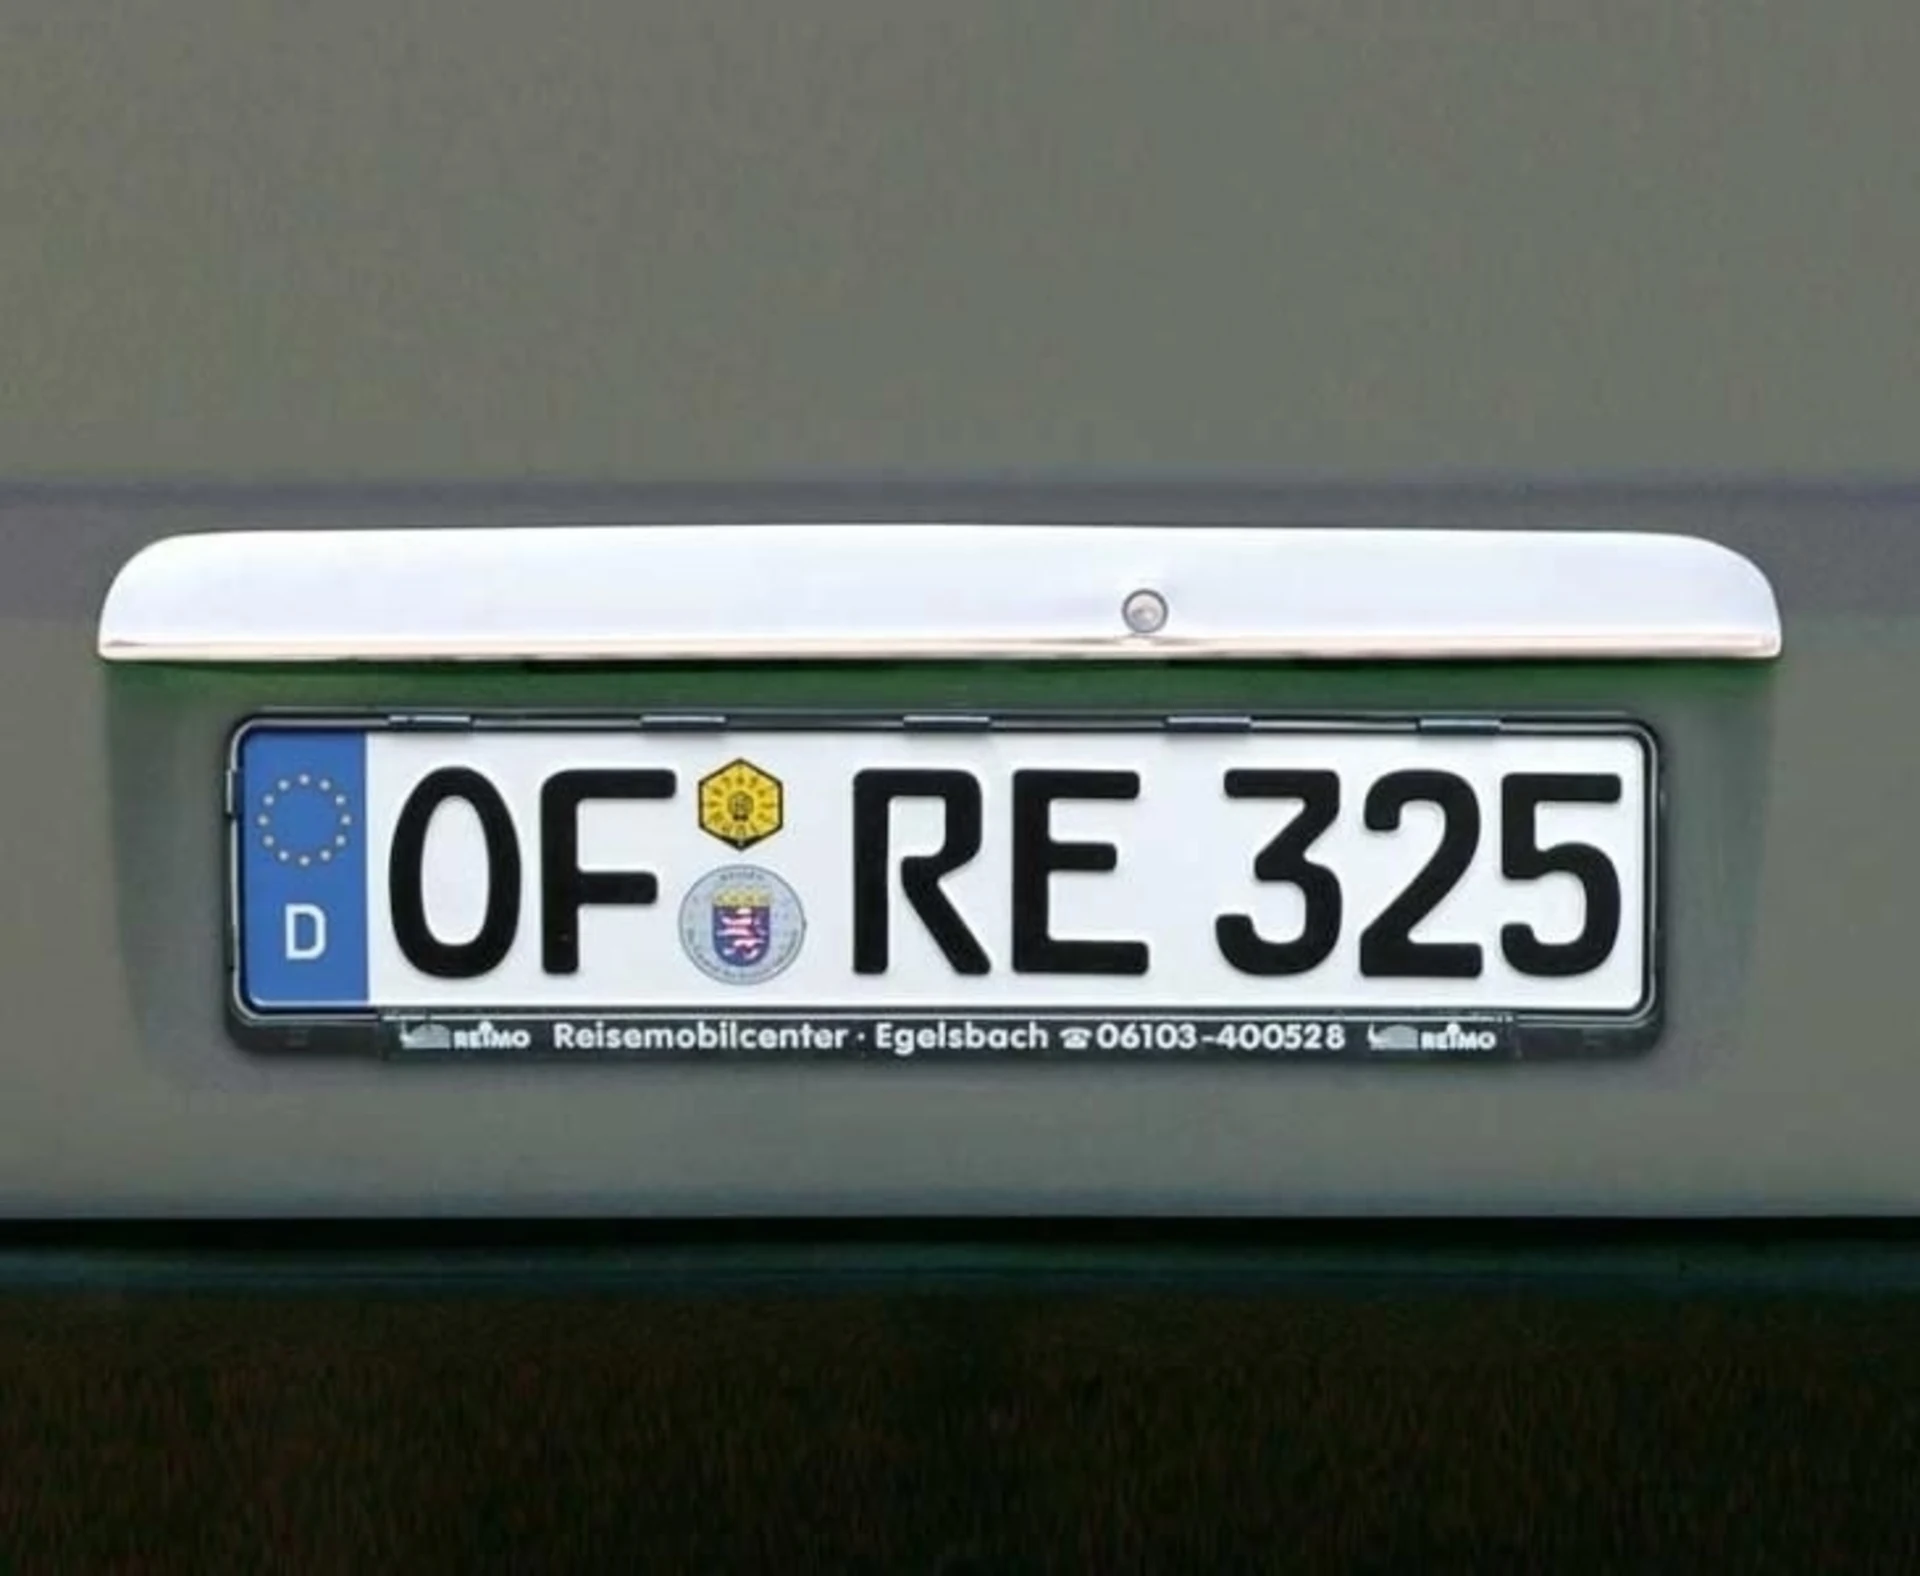 D
OF RE 325
REIMO Reisemobilcenter · Egelsbach ☎06103-400528 REIMO